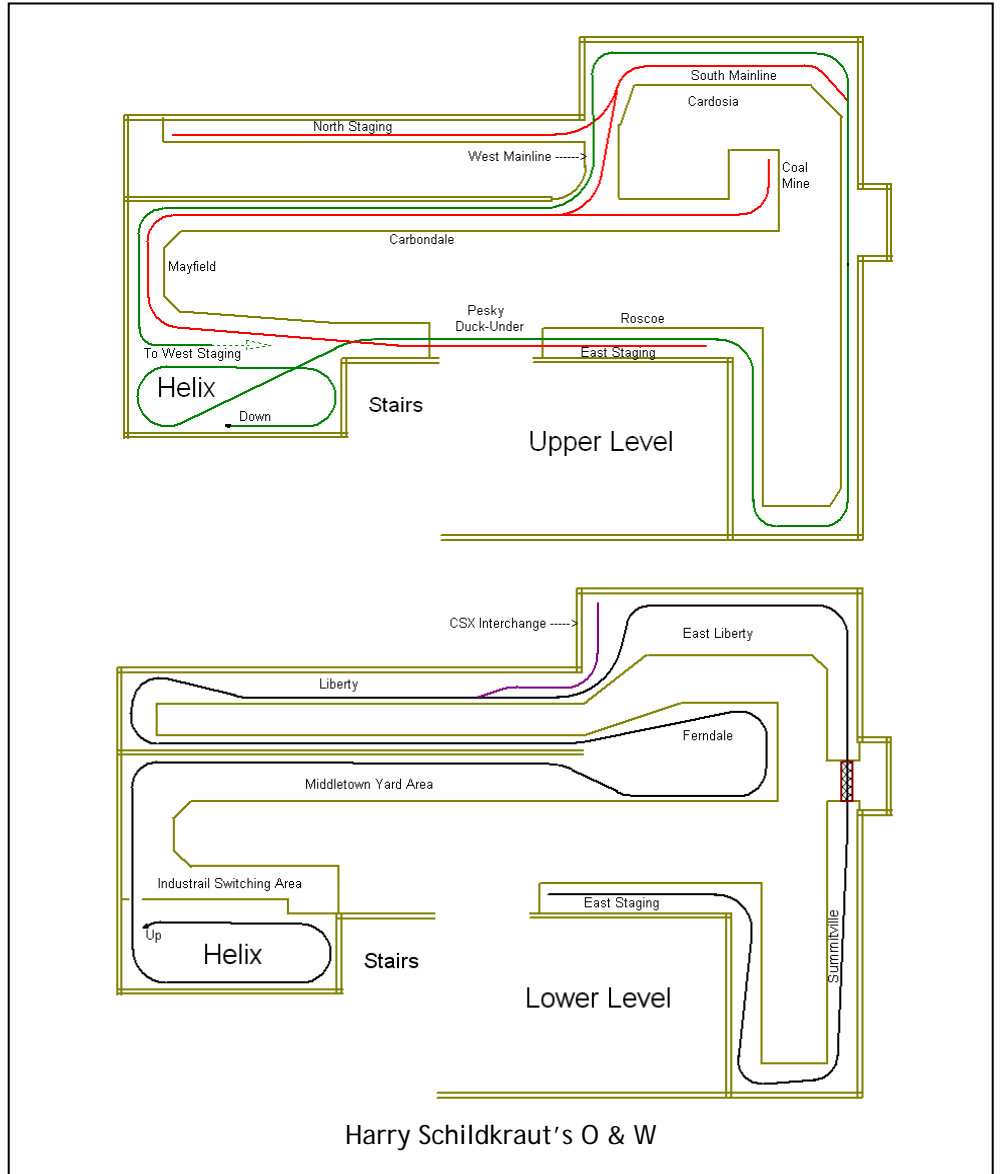 South Mainline
Cardosia
North Staging
West Mainline ----->
Coal
Mine
Carbondale
Mayfield
Pesky
Duck-Under
Roscoe
To West Staging
East Staging
Helix
Stairs
Down
Upper Level
CSX Interchange ----->
East Liberty
Liberty
Ferndale
Middletown Yard Area
Industrail Switching Area
East Staging
Up
Helix
Stairs
Summitville
Lower Level
Harry Schildkraut's O & W